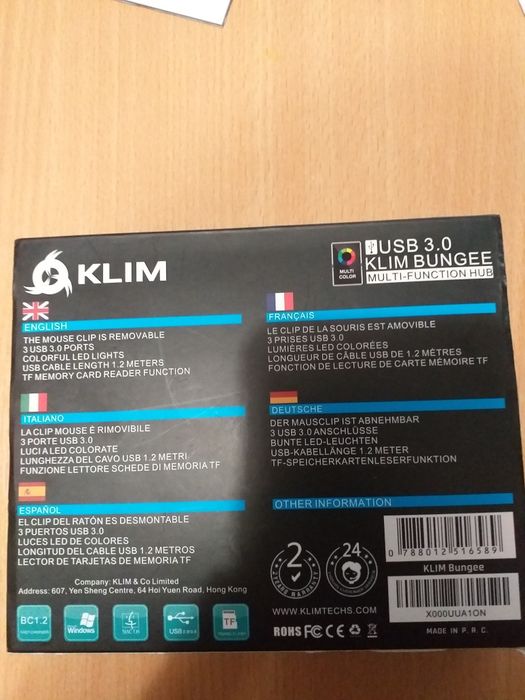 KLIM
MULTI
COLOR
USB 3.0
KLIM BUNGEE
MULTI-FUNCTION HUB
ENGLISH
THE MOUSE CLIP IS REMOVABLE
3 USB 3.0 PORTS
COLORFUL LED LIGHTS
USB CABLE LENGTH 1.2 METERS
TF MEMORY CARD READER FUNCTION
FRANÇAIS
LE CLIP DE LA SOURIS EST AMOVIBLE
3 PRISES USB 3.0
LUMIÈRES LED COLORÉES
LONGUEUR DE CÂBLE USB DE 1.2 MÈTRES
FONCTION DE LECTURE DE CARTE MÉMOIRE TF
ITALIANO
LA CLIP MOUSE È RIMOVIBILE
3 PORTE USB 3.0
LUCI A LED COLORATE
LUNGHEZZA DEL CAVO USB 1.2 METRI
FUNZIONE LETTORE SCHEDE DI MEMORIA TF
DEUTSCHE
DER MAUSCLIP IST ABNEHMBAR
3 USB 3.0 ANSCHLÜSSE
BUNTE LED-LEUCHTEN
USB-KABELLÄNGE 1.2 METER
TF-SPEICHERKARTENLESERFUNKTION
ESPAÑOL
EL CLIP DEL RATÓN ES DESMONTABLE
3 PUERTOS USB 3.0
LUCES LED DE COLORES
LONGITUD DEL CABLE USB 1.2 METROS
LECTOR DE TARJETAS DE MEMORIA TF
OTHER INFORMATION
Company: KLIM & Co Limited
Address: 607, Yen Sheng Centre, 64 Hoi Yuen Road, Hong Kong
BC1.2
Windows
MAC OS
TF
2
24
WWW.KLIMTECHS.COM
ROHS FC CE
0 788012 516589
KLIM Bungee
X000UUA1ON
MADE IN P.R.C.